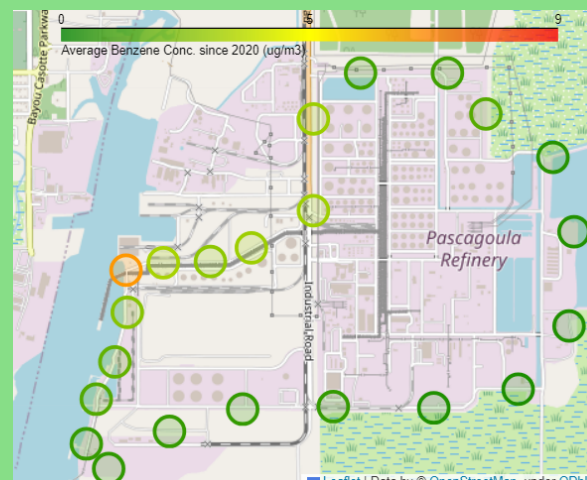 0
5
9
Average Benzene Conc. since 2020 (ug/m3)
Bayou Casotte Parkway
Pascagoula
Refinery
Industrial Road
Leaflet | Data by © OpenStreetMap, under ODbL